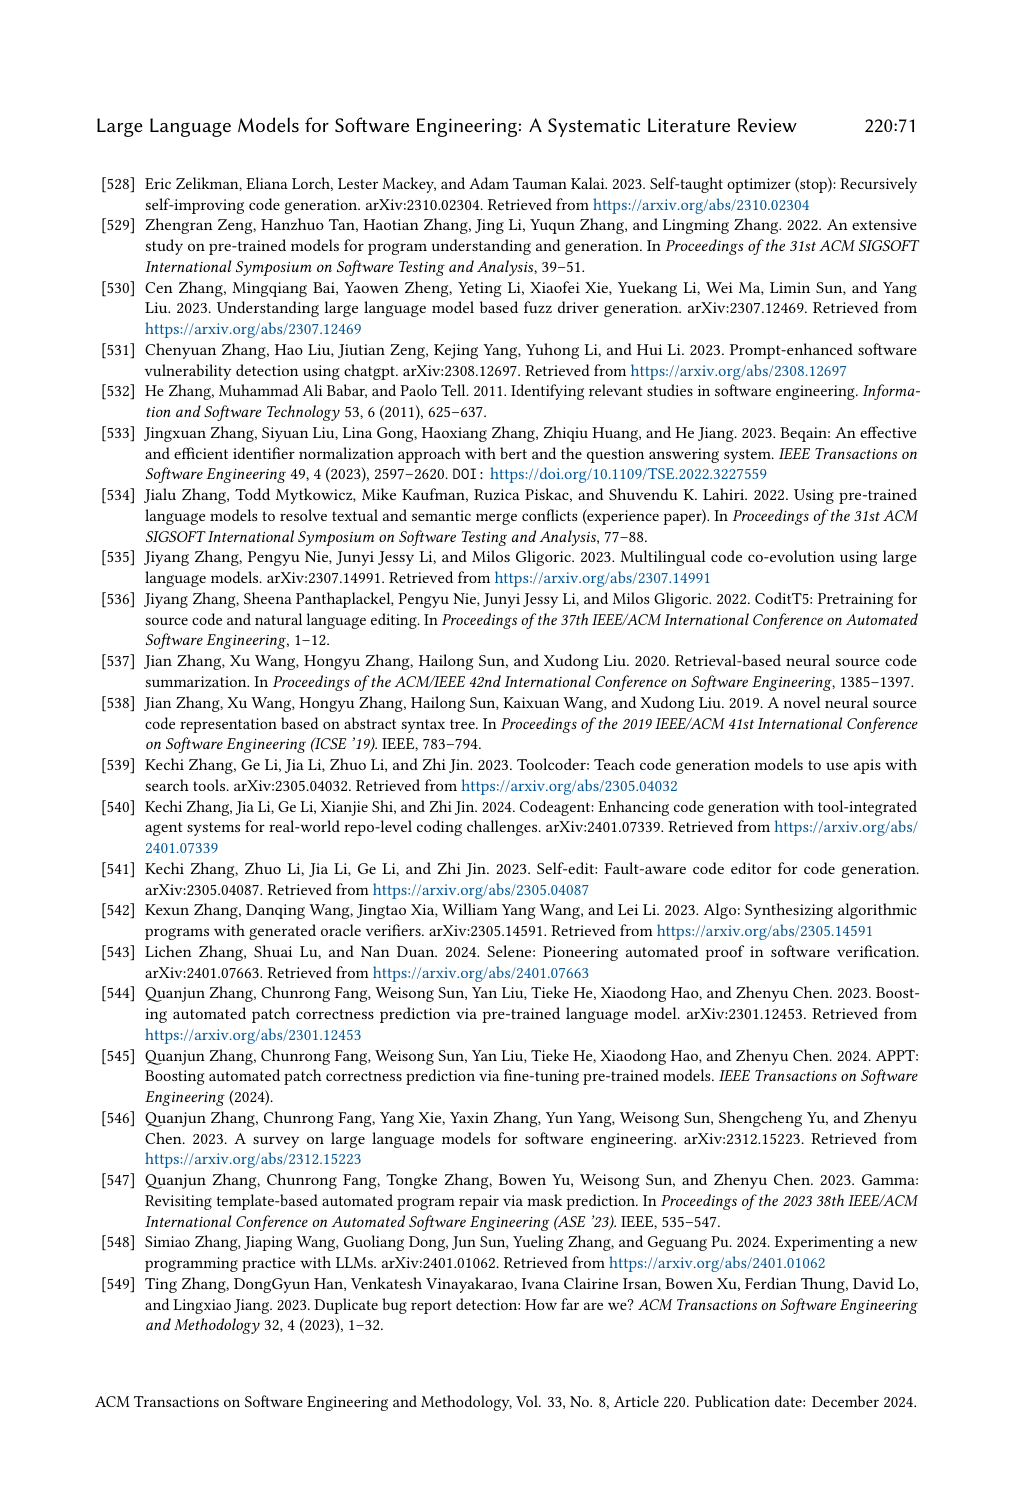 Large Language Models for Software Engineering: A Systematic Literature Review 220:71
[528] Eric Zelikman, Eliana Lorch, Lester Mackey, and Adam Tauman Kalai. 2023. Self-taught optimizer (stop): Recursively
self-improving code generation. arXiv:2310.02304. Retrieved from https://arxiv.org/abs/2310.02304
[529] Zhengran Zeng, Hanzhuo Tan, Haotian Zhang, Jing Li, Yuqun Zhang, and Lingming Zhang. 2022. An extensive
study on pre-trained models for program understanding and generation. In Proceedings of the 31st ACM SIGSOFT
International Symposium on Software Testing and Analysis, 39–51.
[530] Cen Zhang, Mingqiang Bai, Yaowen Zheng, Yeting Li, Xiaofei Xie, Yuekang Li, Wei Ma, Limin Sun, and Yang
Liu. 2023. Understanding large language model based fuzz driver generation. arXiv:2307.12469. Retrieved from
https://arxiv.org/abs/2307.12469
[531] Chenyuan Zhang, Hao Liu, Jiutian Zeng, Kejing Yang, Yuhong Li, and Hui Li. 2023. Prompt-enhanced software
vulnerability detection using chatgpt. arXiv:2308.12697. Retrieved from https://arxiv.org/abs/2308.12697
[532] He Zhang, Muhammad Ali Babar, and Paolo Tell. 2011. Identifying relevant studies in software engineering. Informa-
tion and Software Technology 53, 6 (2011), 625–637.
[533] Jingxuan Zhang, Siyuan Liu, Lina Gong, Haoxiang Zhang, Zhiqiu Huang, and He Jiang. 2023. Beqain: An effective
and efficient identifier normalization approach with bert and the question answering system. IEEE Transactions on
Software Engineering 49, 4 (2023), 2597–2620. DOI: https://doi.org/10.1109/TSE.2022.3227559
[534] Jialu Zhang, Todd Mytkowicz, Mike Kaufman, Ruzica Piskac, and Shuvendu K. Lahiri. 2022. Using pre-trained
language models to resolve textual and semantic merge conflicts (experience paper). In Proceedings of the 31st ACM
SIGSOFT International Symposium on Software Testing and Analysis, 77–88.
[535] Jiyang Zhang, Pengyu Nie, Junyi Jessy Li, and Milos Gligoric. 2023. Multilingual code co-evolution using large
language models. arXiv:2307.14991. Retrieved from https://arxiv.org/abs/2307.14991
[536] Jiyang Zhang, Sheena Panthaplackel, Pengyu Nie, Junyi Jessy Li, and Milos Gligoric. 2022. CoditT5: Pretraining for
source code and natural language editing. In Proceedings of the 37th IEEE/ACM International Conference on Automated
Software Engineering, 1–12.
[537] Jian Zhang, Xu Wang, Hongyu Zhang, Hailong Sun, and Xudong Liu. 2020. Retrieval-based neural source code
summarization. In Proceedings of the ACM/IEEE 42nd International Conference on Software Engineering, 1385–1397.
[538] Jian Zhang, Xu Wang, Hongyu Zhang, Hailong Sun, Kaixuan Wang, and Xudong Liu. 2019. A novel neural source
code representation based on abstract syntax tree. In Proceedings of the 2019 IEEE/ACM 41st International Conference
on Software Engineering (ICSE ’19). IEEE, 783–794.
[539] Kechi Zhang, Ge Li, Jia Li, Zhuo Li, and Zhi Jin. 2023. Toolcoder: Teach code generation models to use apis with
search tools. arXiv:2305.04032. Retrieved from https://arxiv.org/abs/2305.04032
[540] Kechi Zhang, Jia Li, Ge Li, Xianjie Shi, and Zhi Jin. 2024. Codeagent: Enhancing code generation with tool-integrated
agent systems for real-world repo-level coding challenges. arXiv:2401.07339. Retrieved from https://arxiv.org/abs/
2401.07339
[541] Kechi Zhang, Zhuo Li, Jia Li, Ge Li, and Zhi Jin. 2023. Self-edit: Fault-aware code editor for code generation.
arXiv:2305.04087. Retrieved from https://arxiv.org/abs/2305.04087
[542] Kexun Zhang, Danqing Wang, Jingtao Xia, William Yang Wang, and Lei Li. 2023. Algo: Synthesizing algorithmic
programs with generated oracle verifiers. arXiv:2305.14591. Retrieved from https://arxiv.org/abs/2305.14591
[543] Lichen Zhang, Shuai Lu, and Nan Duan. 2024. Selene: Pioneering automated proof in software verification.
arXiv:2401.07663. Retrieved from https://arxiv.org/abs/2401.07663
[544] Quanjun Zhang, Chunrong Fang, Weisong Sun, Yan Liu, Tieke He, Xiaodong Hao, and Zhenyu Chen. 2023. Boost-
ing automated patch correctness prediction via pre-trained language model. arXiv:2301.12453. Retrieved from
https://arxiv.org/abs/2301.12453
[545] Quanjun Zhang, Chunrong Fang, Weisong Sun, Yan Liu, Tieke He, Xiaodong Hao, and Zhenyu Chen. 2024. APPT:
Boosting automated patch correctness prediction via fine-tuning pre-trained models. IEEE Transactions on Software
Engineering (2024).
[546] Quanjun Zhang, Chunrong Fang, Yang Xie, Yaxin Zhang, Yun Yang, Weisong Sun, Shengcheng Yu, and Zhenyu
Chen. 2023. A survey on large language models for software engineering. arXiv:2312.15223. Retrieved from
https://arxiv.org/abs/2312.15223
[547] Quanjun Zhang, Chunrong Fang, Tongke Zhang, Bowen Yu, Weisong Sun, and Zhenyu Chen. 2023. Gamma:
Revisiting template-based automated program repair via mask prediction. In Proceedings of the 2023 38th IEEE/ACM
International Conference on Automated Software Engineering (ASE ’23). IEEE, 535–547.
[548] Simiao Zhang, Jiaping Wang, Guoliang Dong, Jun Sun, Yueling Zhang, and Geguang Pu. 2024. Experimenting a new
programming practice with LLMs. arXiv:2401.01062. Retrieved from https://arxiv.org/abs/2401.01062
[549] Ting Zhang, DongGyun Han, Venkatesh Vinayakarao, Ivana Clairine Irsan, Bowen Xu, Ferdian Thung, David Lo,
and Lingxiao Jiang. 2023. Duplicate bug report detection: How far are we? ACM Transactions on Software Engineering
and Methodology 32, 4 (2023), 1–32.
ACM Transactions on Software Engineering and Methodology, Vol. 33, No. 8, Article 220. Publication date: December 2024.